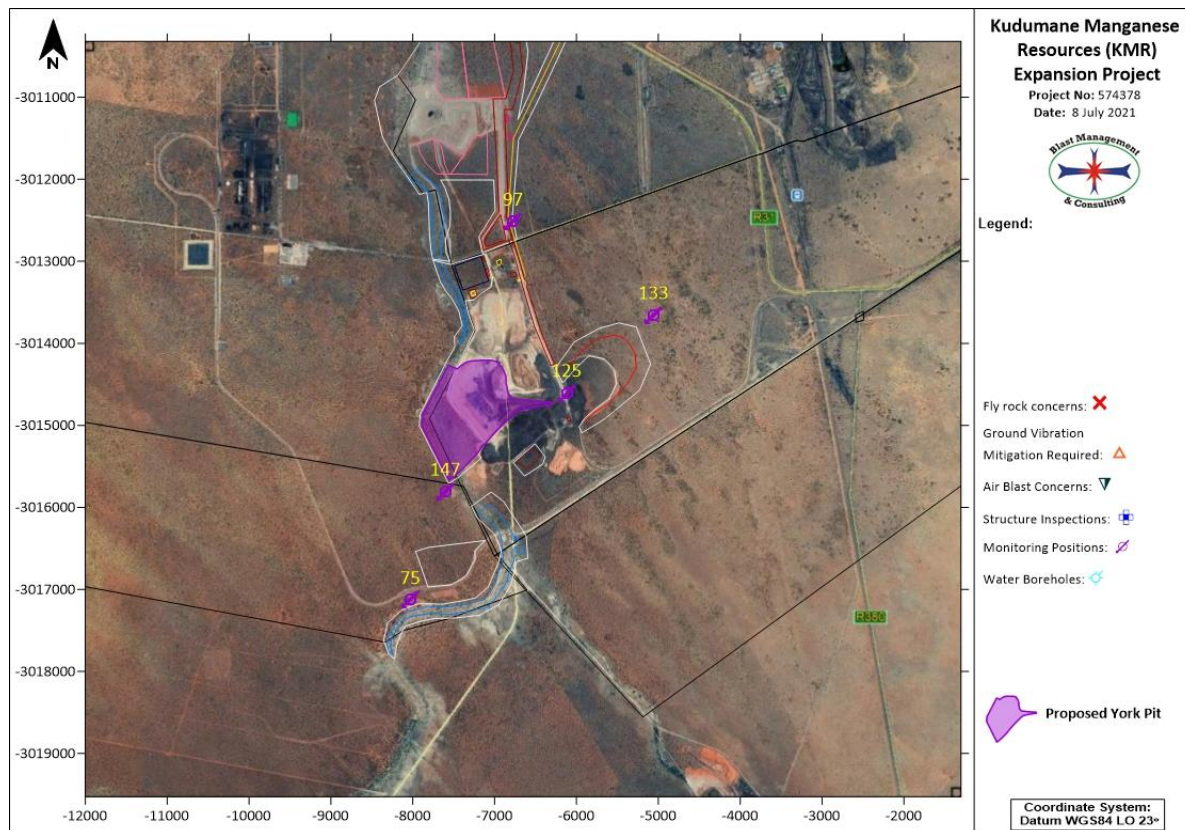 N
-3011000
-3012000
-3013000
-3014000
-3015000
-3016000
-3017000
-3018000
-3019000
-12000
-11000
-10000
-9000
-8000
-7000
-6000
-5000
-4000
-3000
-2000
97
133
125
147
75
R31
R380
Kudumane Manganese
Resources (KMR)
Expansion Project
Project No: 574378
Date: 8 July 2021
Blast Management
& Consulting
Legend:
Fly rock concerns:
Ground Vibration
Mitigation Required:
Air Blast Concerns:
Structure Inspections:
Monitoring Positions:
Water Boreholes:
Proposed York Pit
Coordinate System:
Datum WGS84 LO 23°